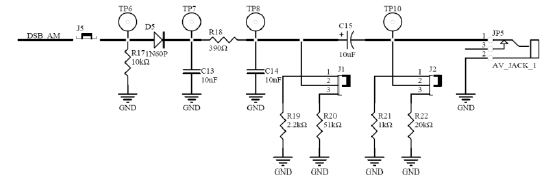 TP6
D5
TP7
R18
TP8
C15
TP10
DSB_AM
J5
1N60P
390Ω
+
10nF
1
3
2
JP5
AV_JACK_1
R17
10kΩ
C13
10nF
C14
10nF
1
2
3
J1
1
2
3
J2
GND
GND
GND
GND
R19
2.2kΩ
R20
51kΩ
R21
1kΩ
R22
20kΩ
GND
GND
GND
GND